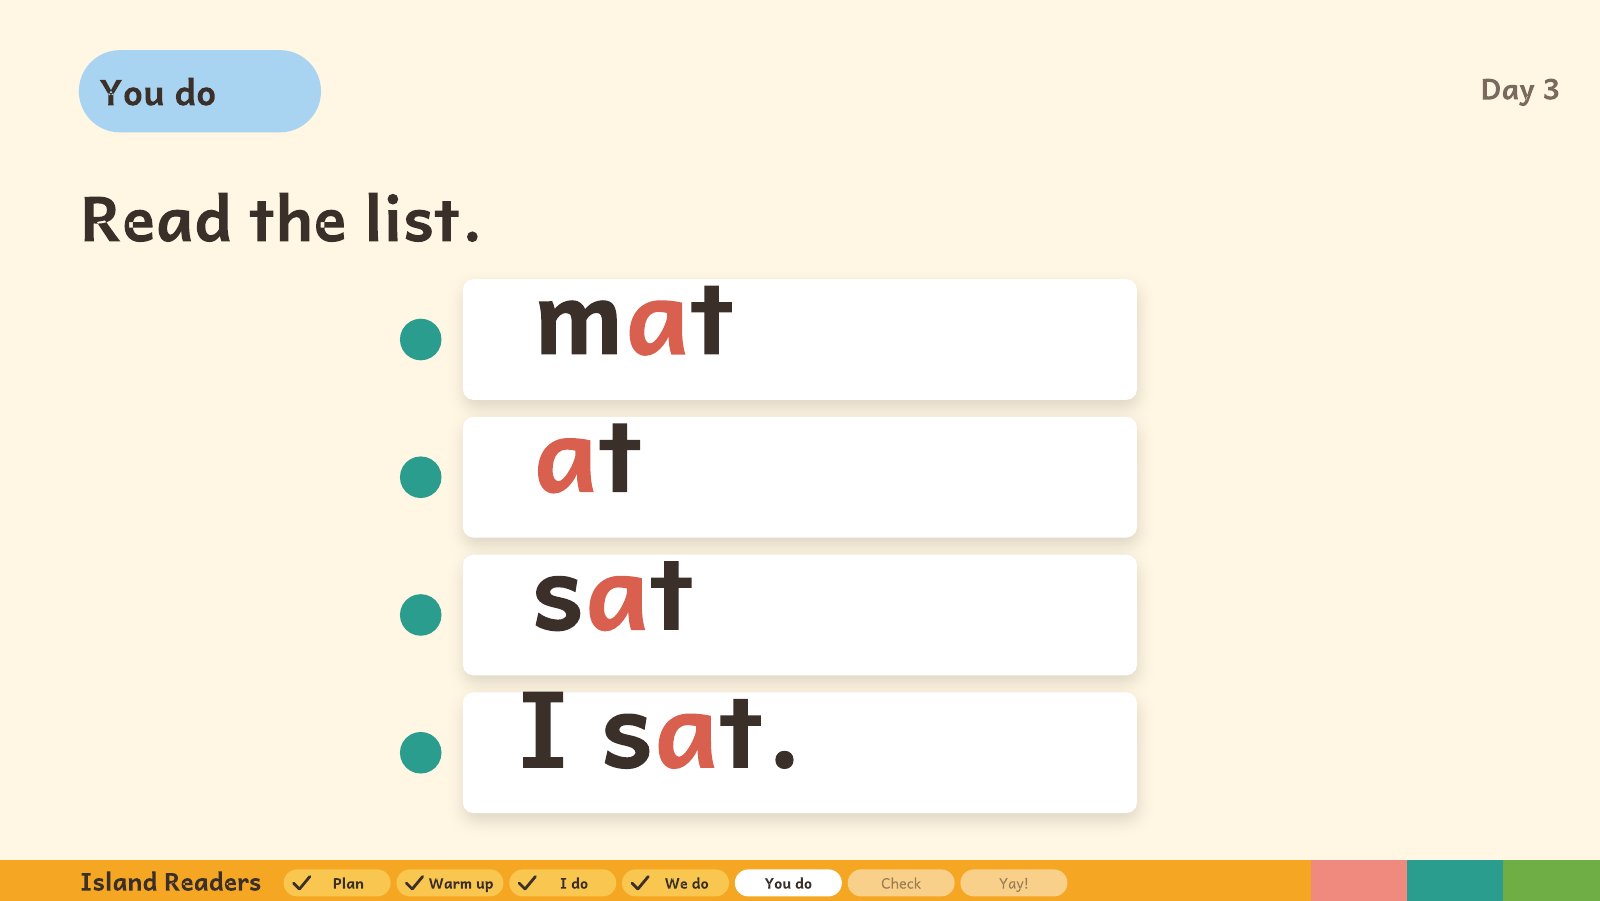 You do
Day 3
Read the list.
mat
at
sat
I sat.
Island Readers
Plan
Warm up
I do
We do
You do
Check
Yay!